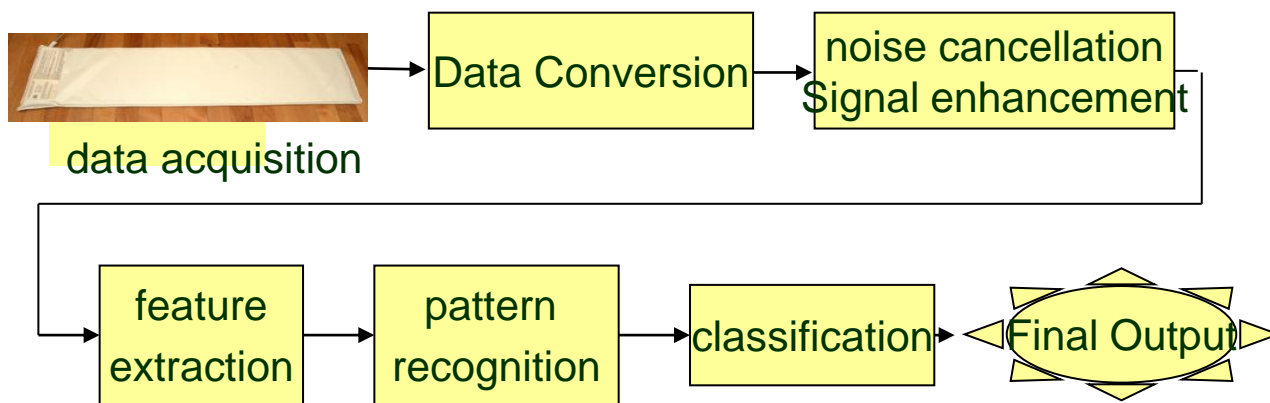 data acquisition
Data Conversion
noise cancellation
Signal enhancement
feature
extraction
pattern
recognition
classification
Final Output